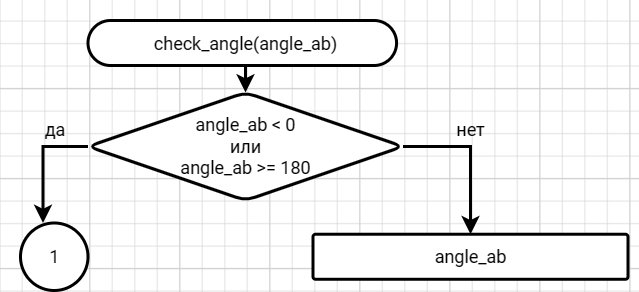 check_angle(angle_ab)
да
angle_ab < 0
или
angle_ab >= 180
нет
1
angle_ab